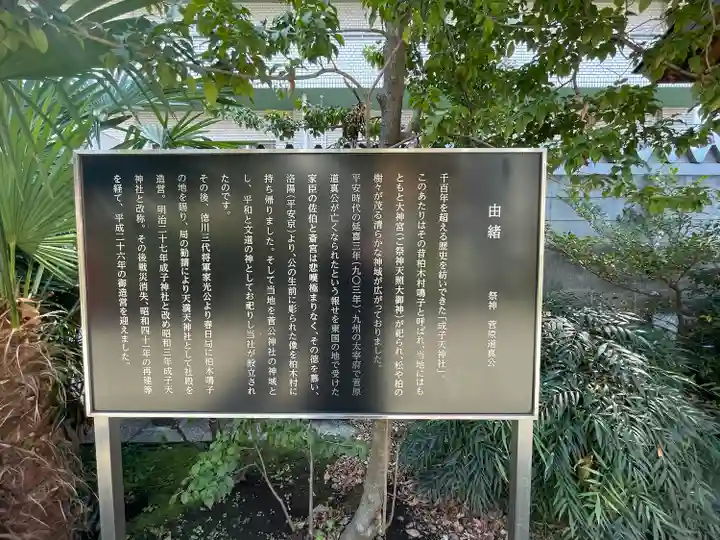 由緒
祭神 菅原道真公
千百年を超える歴史を紡いできた「成子天神社」。
このあたりはその昔柏木村鳴子と呼ばれ、当地にはも
ともと大神宮(ご祭神天照大御神)が祀られ、松や柏の
樹々が茂る清らかな神域が広がっておりました。
平安時代の延喜三年(九〇三年)、九州の太宰府で菅原
道真公が亡くなられたという報せを東国の地で受けた
家臣の佐伯と斎宮は悲嘆極まりなく、その徳を慕い、
洛陽(平安京)より、公の生前に彫られた像を柏木村に
持ち帰りました。そして当地を菅公神社の神域と
し、平和と文道の神としてお祀りし、社が創立され
たのです。
その後、徳川三代将軍家光公より春日局に柏木鳴子
の地を賜り、局の勧請により天満天神社として社殿を
造営。明治二十七年成子神社と改め昭和三年成子天
神社と改称。その後戦災消失、昭和四十一年の再建等
を経て、平成二十六年の御造営を迎えました。